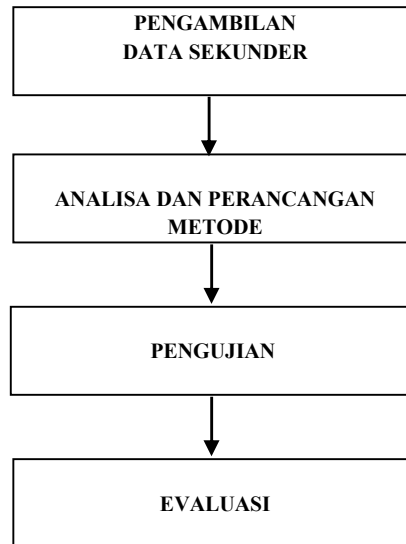 PENGAMBILAN
DATA SEKUNDER
ANALISA DAN PERANCANGAN
METODE
PENGUJIAN
EVALUASI